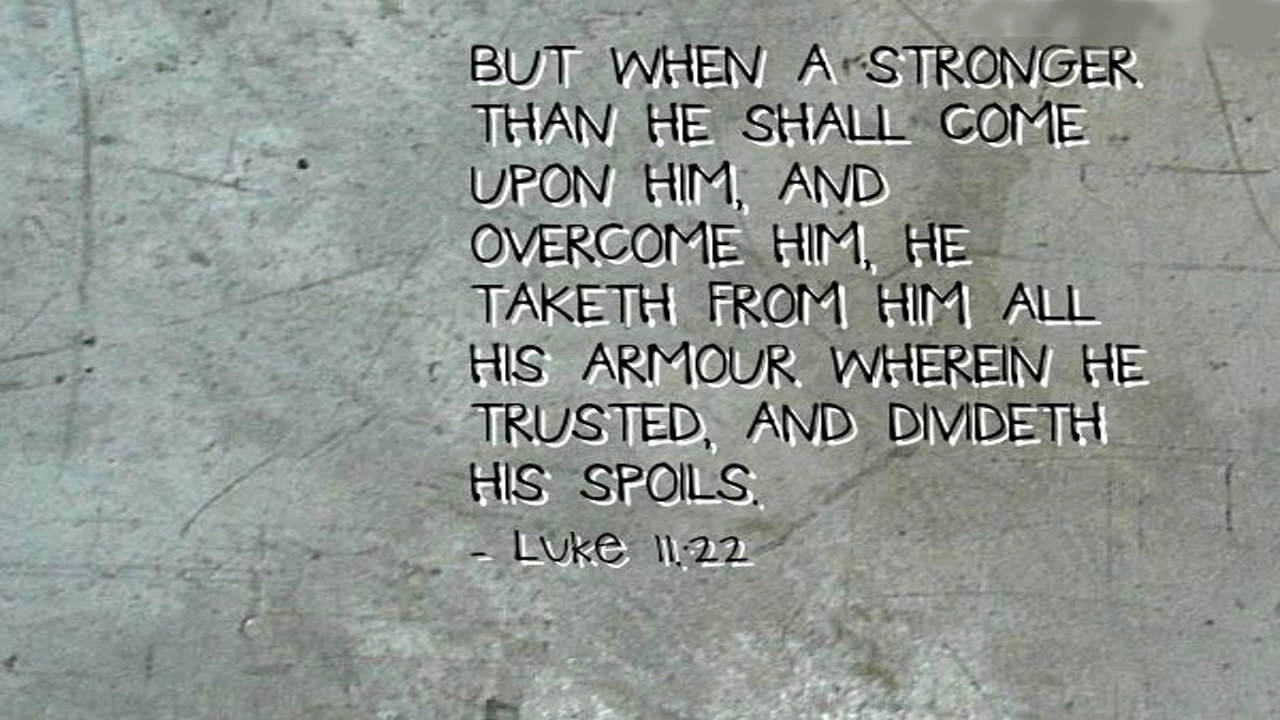 BUT WHEN A STRONGER
THAN HE SHALL COME
UPON HIM, AND
OVERCOME HIM, HE
TAKETH FROM HIM ALL
HIS ARMOUR WHEREIN HE
TRUSTED, AND DIVIDETH
HIS SPOILS.
- Luke 11:22